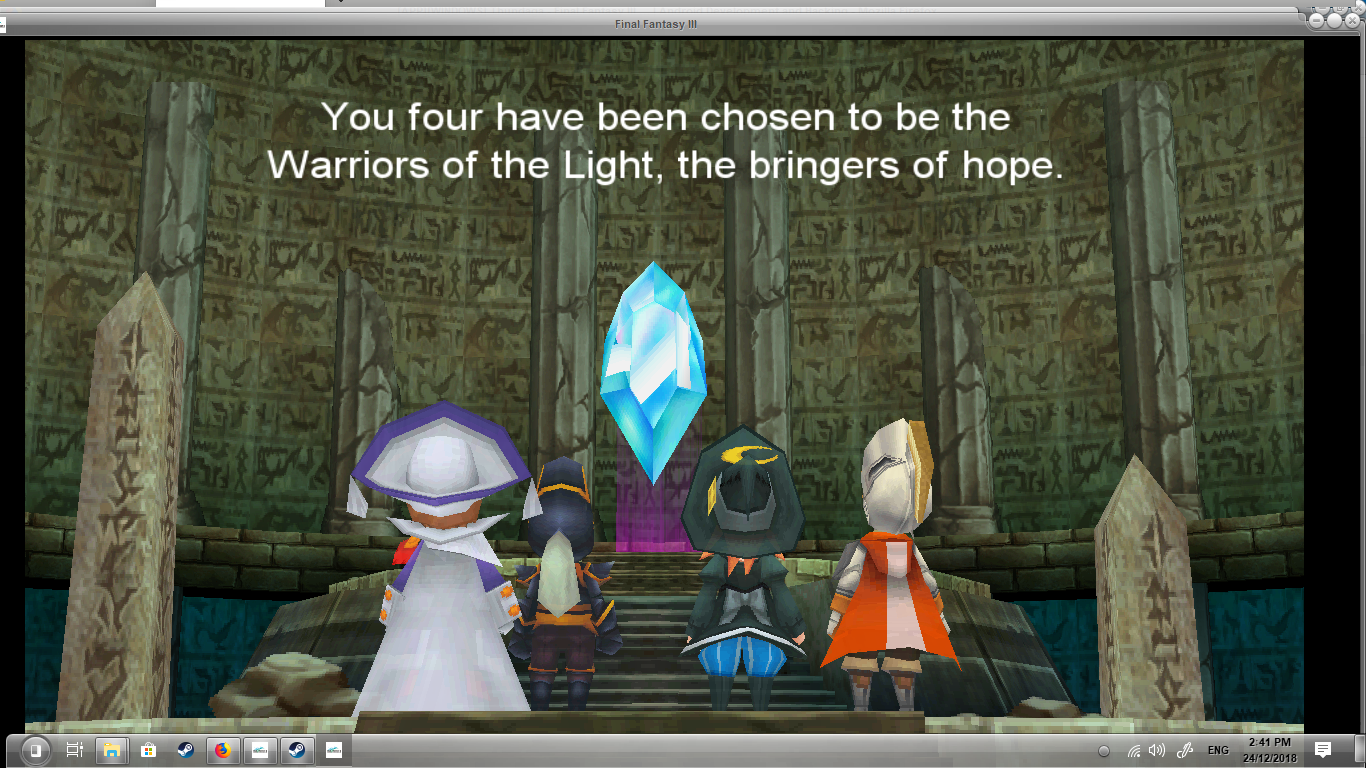 Final Fantasy III
You four have been chosen to be the
Warriors of the Light, the bringers of hope.
ENG
2:41 PM
24/12/2018